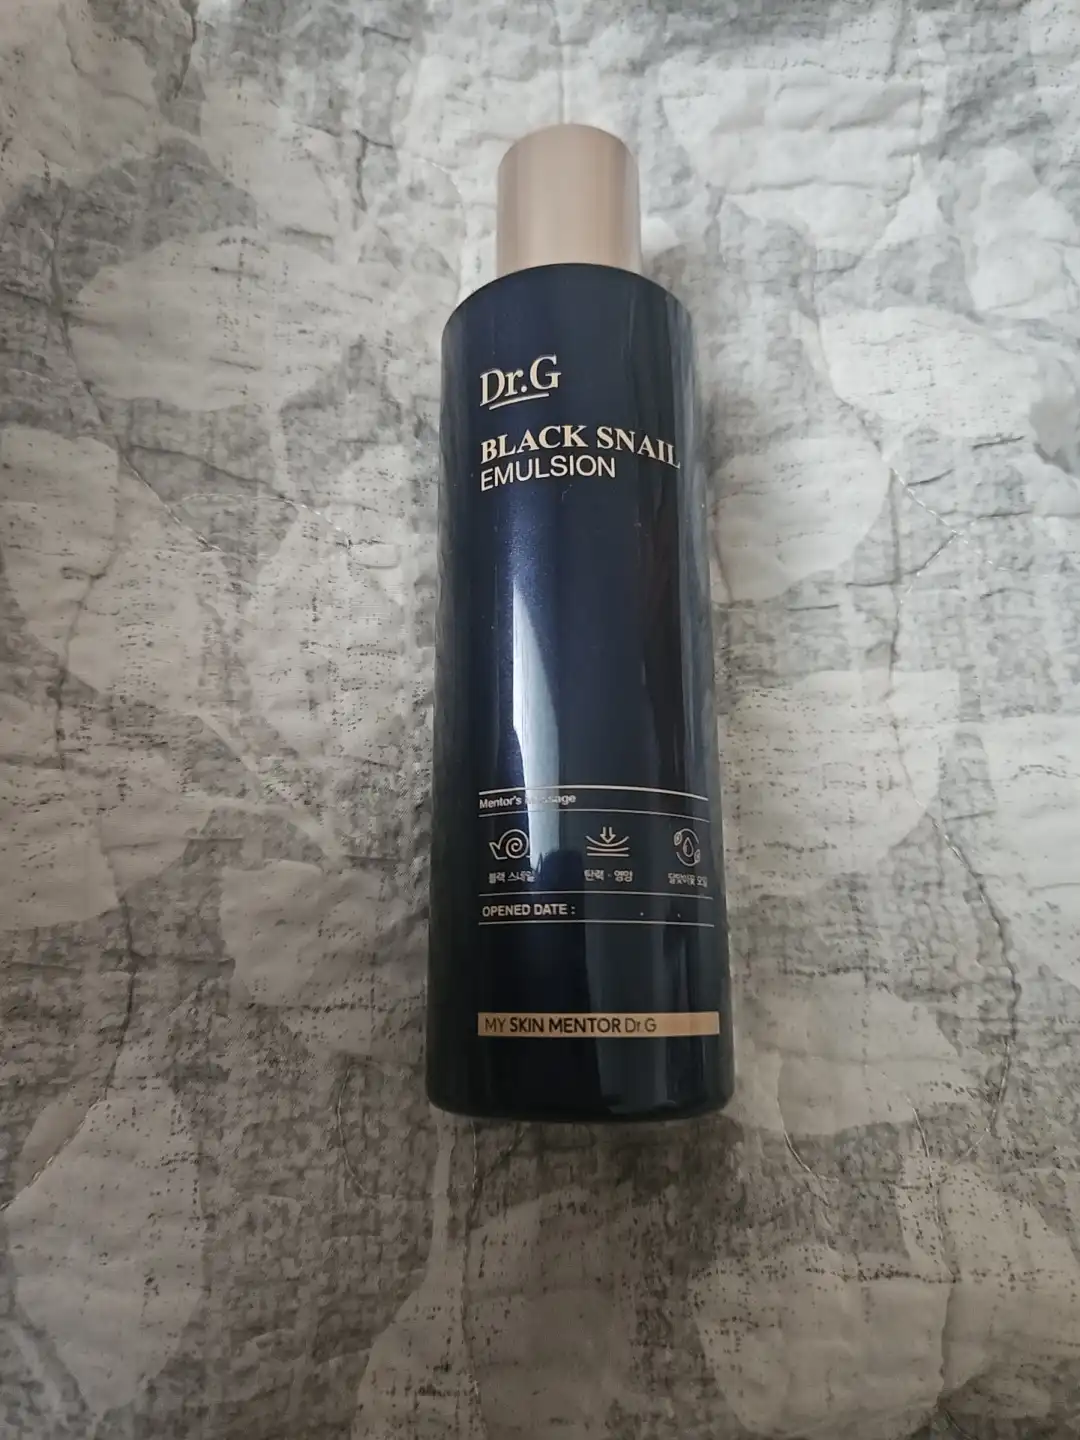 Dr.G
BLACK SNAIL
EMULSION
Mentor's
블랙 스네일
탄력 · 영양
OPENED DATE :
MY SKIN MENTOR Dr.G